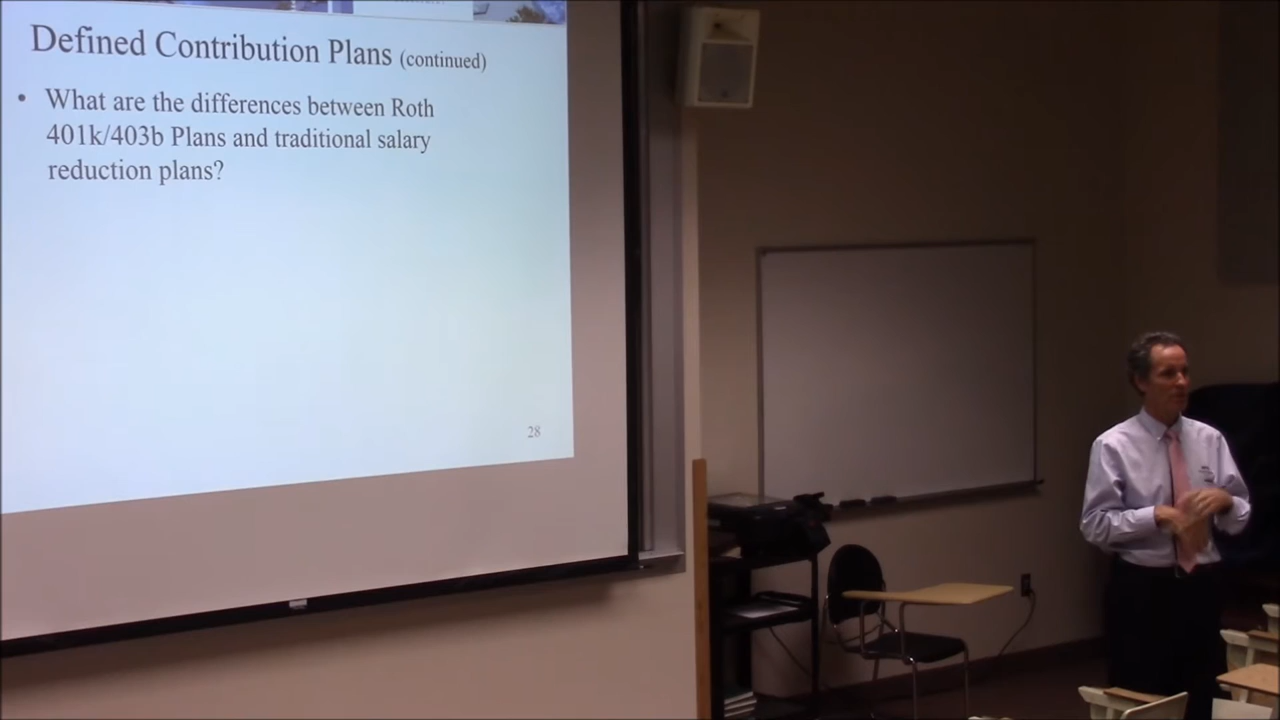 Defined Contribution Plans (continued)
• What are the differences between Roth
401k/403b Plans and traditional salary
reduction plans?
28